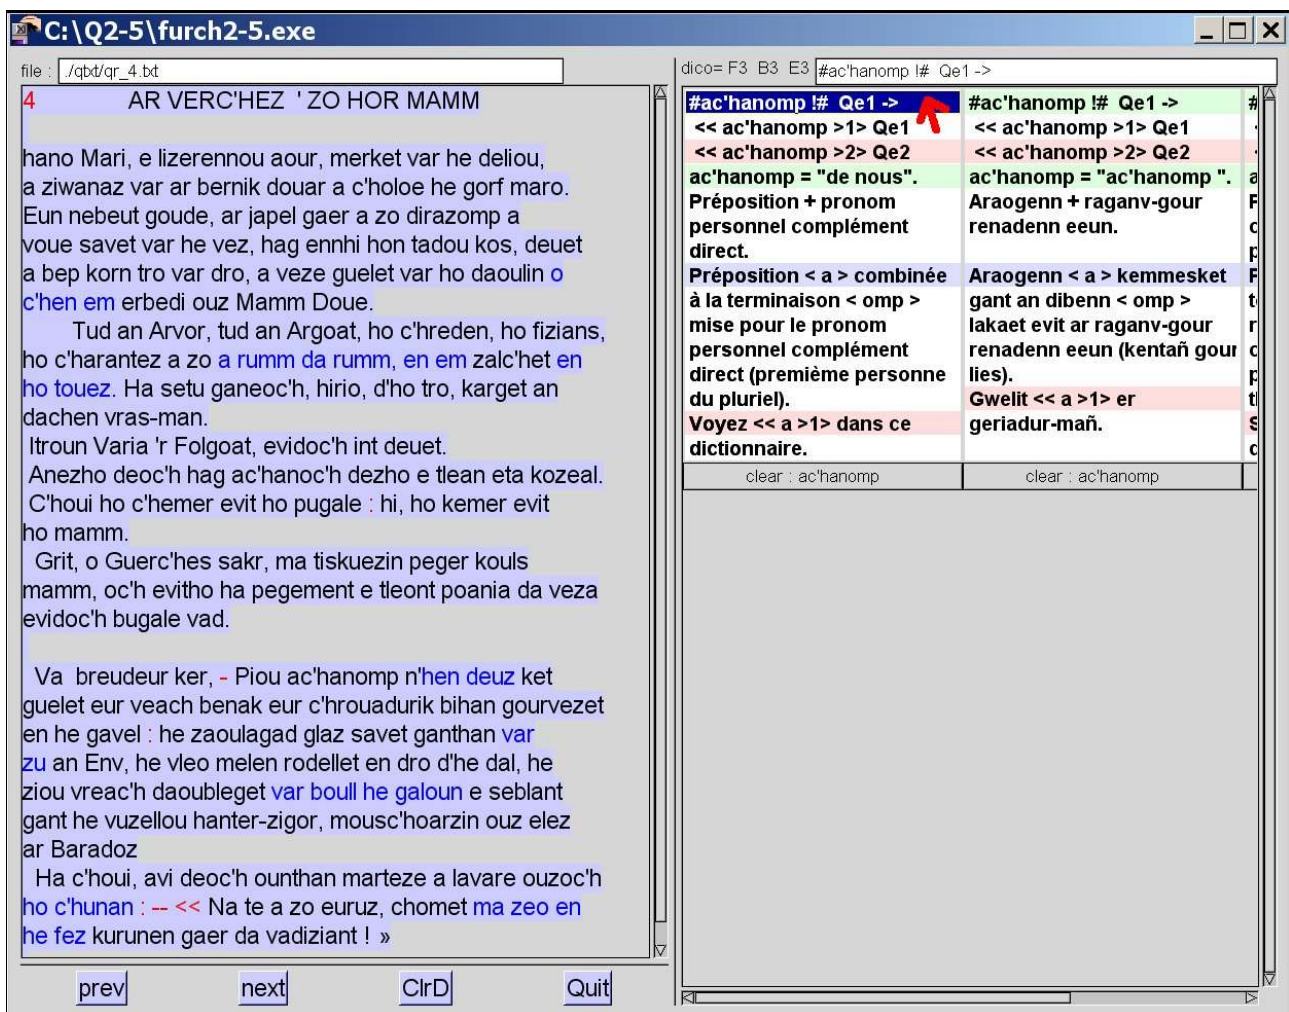 C:\Q2-5\furch2-5.exe
file : ./qtxt/qr_4.txt
4 AR VERC'HEZ ' ZO HOR MAMM
hano Mari, e lizerennou aour, merket var he deliou,
a ziwanaz var ar bernik douar a c'holoe he gorf maro.
Eun nebeut goude, ar japel gaer a zo dirazomp a
voue savet var he vez, hag ennhi hon tadou kos, deuet
a bep korn tro var dro, a veze guelet var ho daoulin o
c'hen em erbedi ouz Mamm Doue.
Tud an Arvor, tud an Argoat, ho c'hreden, ho fizians,
ho c'harantez a zo a rumm da rumm, en em zalc'het en
ho touez. Ha setu ganeoc'h, hirio, d'ho tro, karget an
dachen vras-man.
Itroun Varia 'r Folgoat, evidoc'h int deuet.
Anezho deoc'h hag ac'hanoc'h dezho e tlean eta kozeal.
C'houi ho c'hemer evit ho pugale : hi, ho kemer evit
ho mamm.
Grit, o Guerc'hes sakr, ma tiskuezin peger kouls
mamm, oc'h evitho ha pegement e tleont poania da veza
evidoc'h bugale vad.
Va breudeur ker, - Piou ac'hanomp n'hen deuz ket
guelet eur veach benak eur c'hrouadurik bihan gourvezet
en he gavel : he zaoulagad glaz savet ganthan var
zu an Env, he vleo melen rodellet en dro d'he dal, he
ziou vreac'h daoubleget var boull he galoun e seblant
gant he vuzellou hanter-zigor, mousc'hoarzin ouz elez
ar Baradoz
Ha c'houi, avi deoc'h ounthan marteze a lavare ouzoc'h
ho c'hunan : -- << Na te a zo euruz, chomet ma zeo en
he fez kurunen gaer da vadiziant ! »
prev next ClrD Quit
dico= F3 B3 E3 #ac'hanomp !# Qe1 ->
#ac'hanomp !# Qe1 ->
<< ac'hanomp >1> Qe1
<< ac'hanomp >2> Qe2
ac'hanomp = "de nous".
Préposition + pronom
personnel complément
direct.
Préposition < a > combinée
à la terminaison < omp >
mise pour le pronom
personnel complément
direct (premième personne
du pluriel).
Voyez << a >1> dans ce
dictionnaire.
clear : ac'hanomp
#ac'hanomp !# Qe1 ->
<< ac'hanomp >1> Qe1
<< ac'hanomp >2> Qe2
ac'hanomp = "ac'hanomp ".
Araogenn + raganv-gour
renadenn eeun.
Araogenn < a > kemmesket
gant an dibenn < omp >
lakaet evit ar raganv-gour
renadenn eeun (kentañ gour
lies).
Gwelit << a >1> er
geriadur-mañ.
clear : ac'hanomp